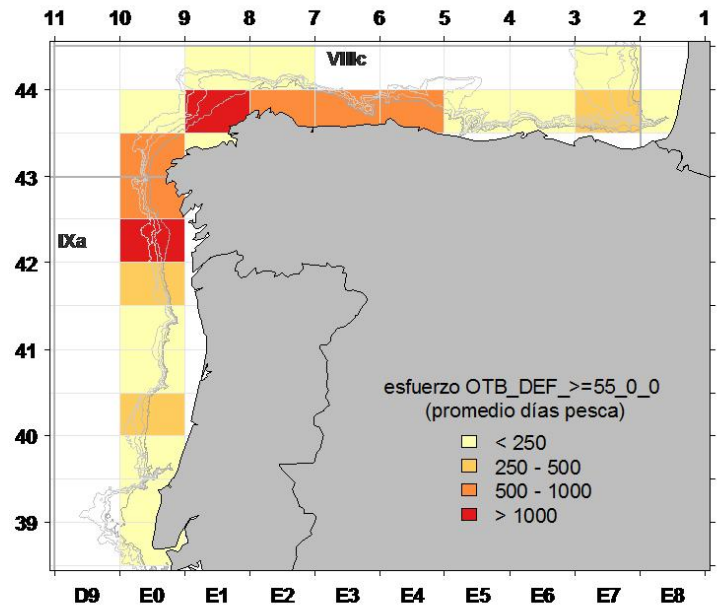 11 10 9 8 7 6 5 4 3 2 1
VIIIc
44
43
IXa
42
41
esfuerzo OTB_DEF_>=55_0_0
(promedio días pesca)
40
< 250
250 - 500
500 - 1000
39
> 1000
D9 E0 E1 E2 E3 E4 E5 E6 E7 E8